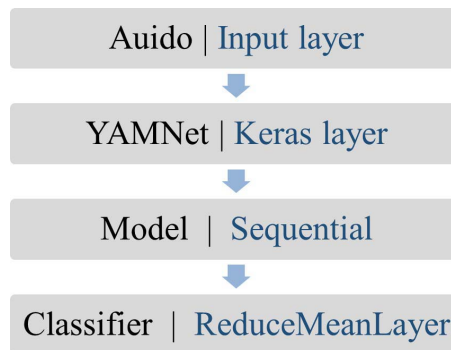 Auido | Input layer
YAMNet | Keras layer
Model | Sequential
Classifier | ReduceMeanLayer